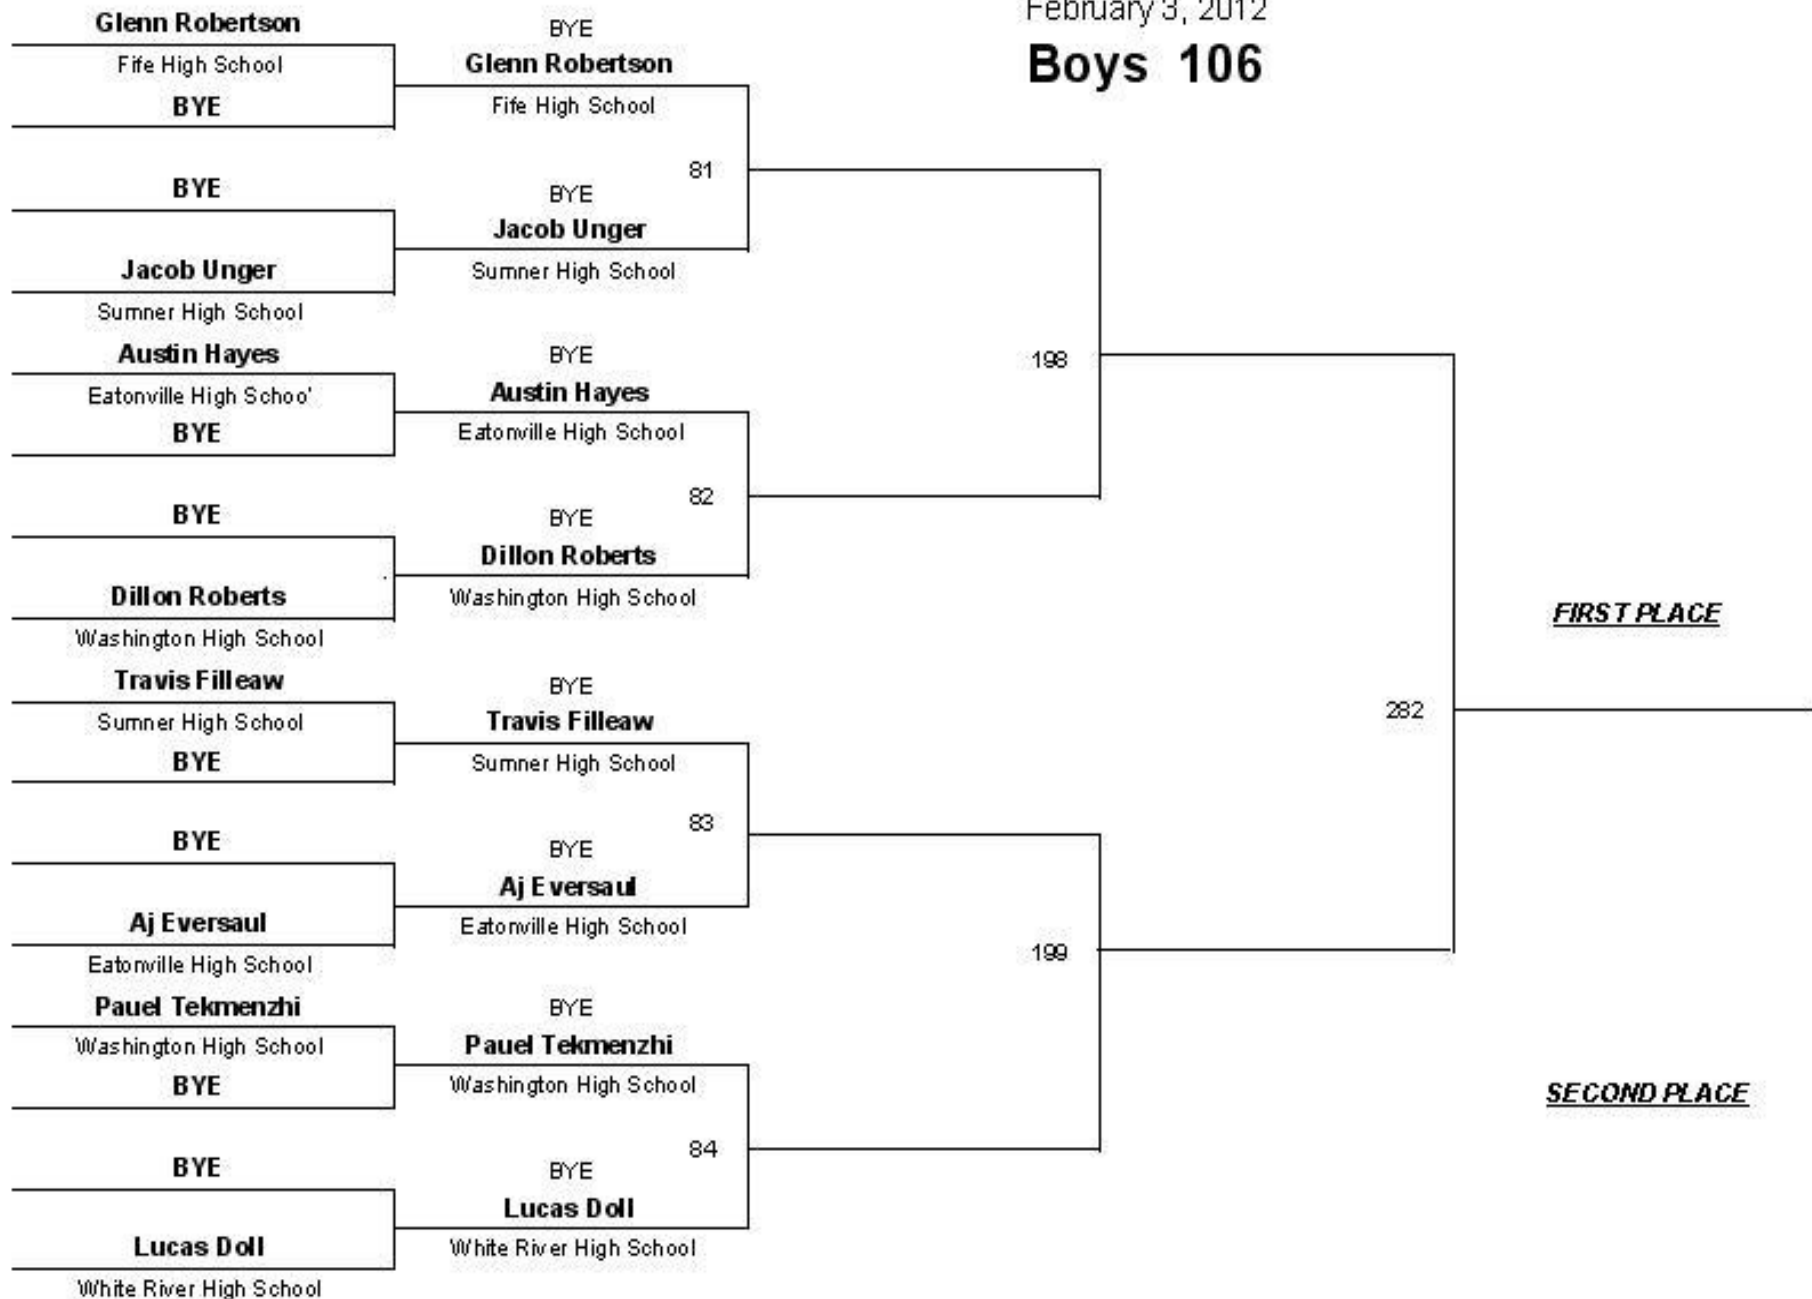 February 3, 2012
Boys 106
Glenn Robertson
Fife High School
BYE
BYE
Jacob Unger
Sumner High School
Austin Hayes
Eatonville High Schoo'
BYE
BYE
Dillon Roberts
Washington High School
Travis Filleaw
Sumner High School
BYE
BYE
Aj Eversaul
Eatonville High School
Pauel Tekmenzhi
Washington High School
BYE
BYE
Lucas Doll
White River High School
BYE
Glenn Robertson
Fife High School
81
BYE
Jacob Unger
Sumner High School
BYE
Austin Hayes
Eatonville High School
82
BYE
Dillon Roberts
Washington High School
BYE
Travis Filleaw
Sumner High School
83
BYE
Aj Eversaul
Eatonville High School
BYE
Pauel Tekmenzhi
Washington High School
84
BYE
Lucas Doll
White River High School
198
199
282
FIRST PLACE
SECOND PLACE